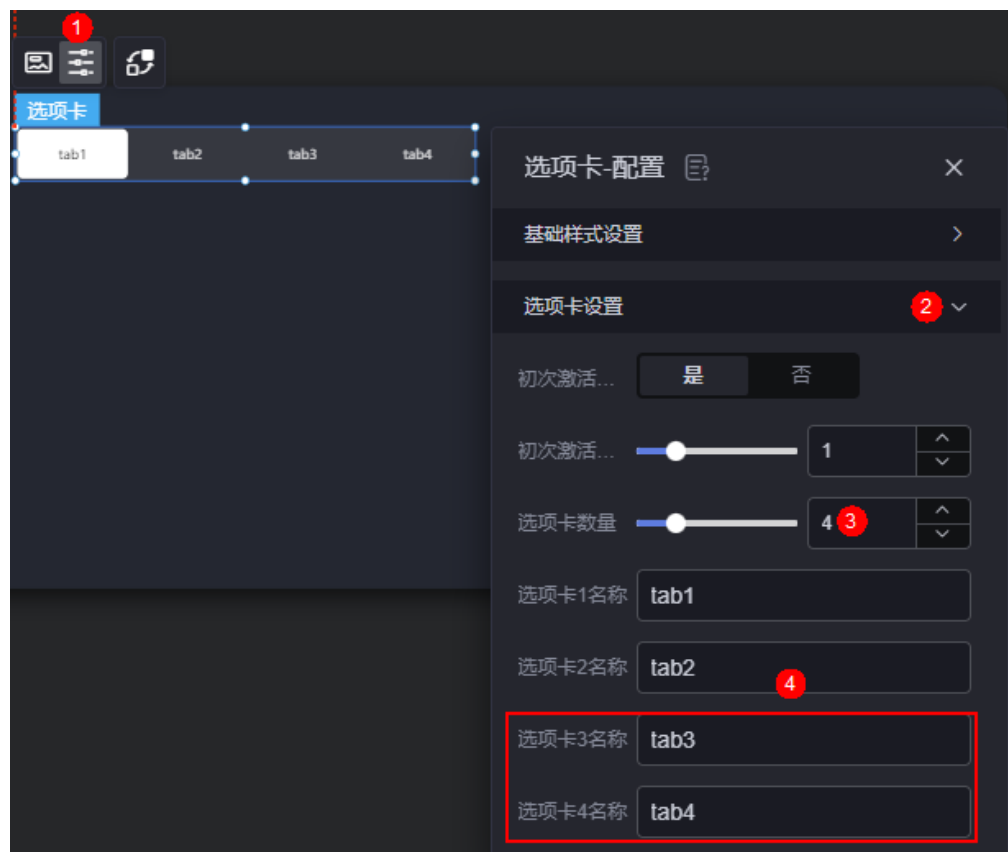 1
选项卡
tab1 tab2 tab3 tab4
选项卡-配置
基础样式设置
选项卡设置 2
初次激活... 是 否
初次激活... 1
选项卡数量 4 3
选项卡1名称 tab1
选项卡2名称 tab2
4
选项卡3名称 tab3
选项卡4名称 tab4